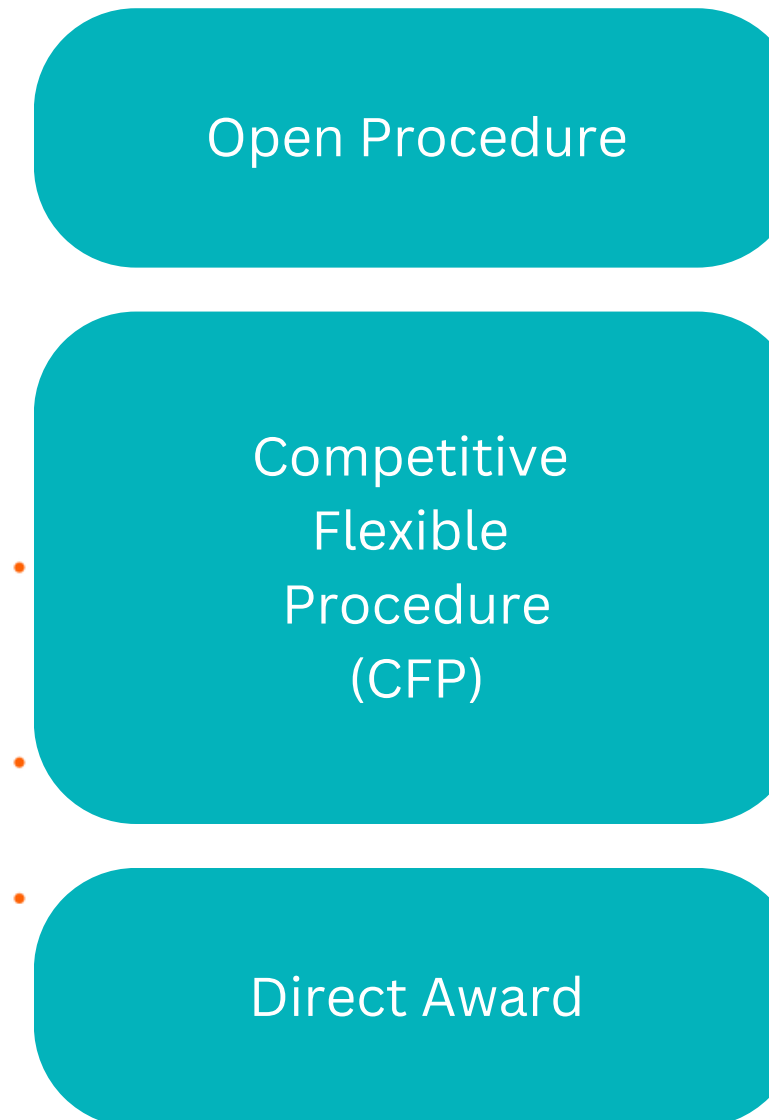 Open Procedure
Competitive
Flexible
Procedure
(CFP)
Direct Award